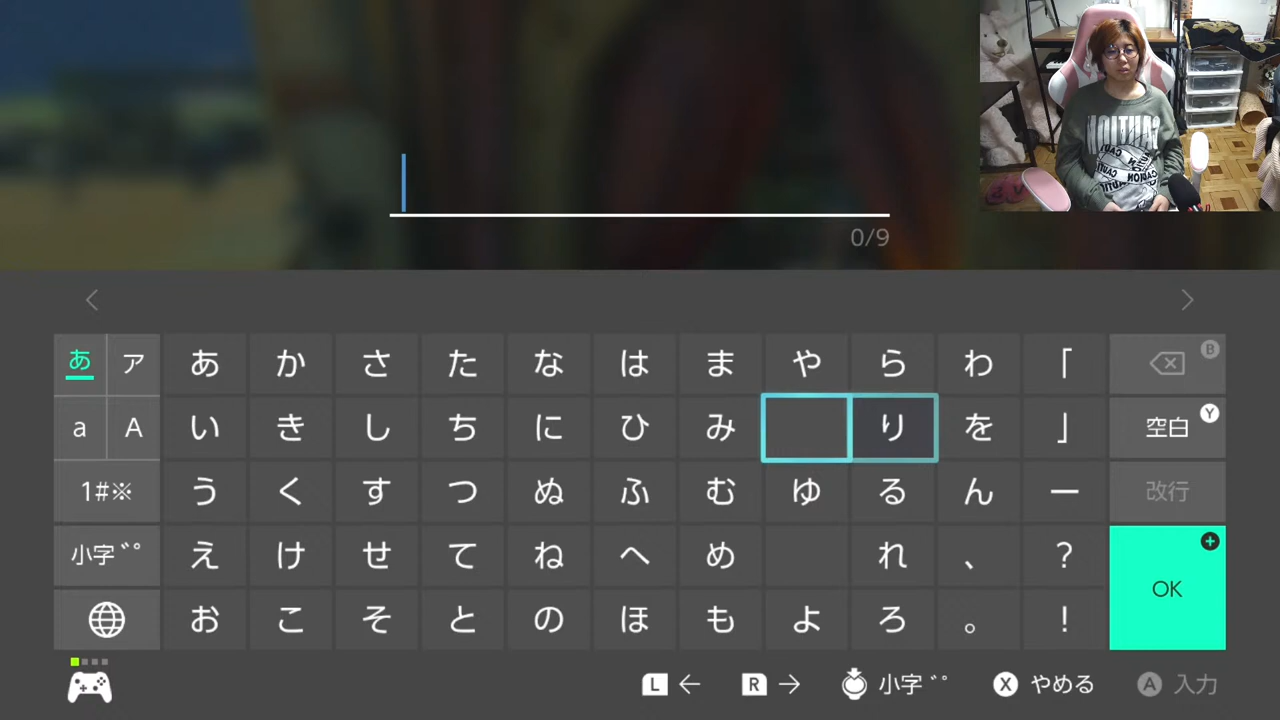 0/9
あ ア あ か さ た な は ま や ら わ 「 B
a A い き し ち に ひ み り を 」 空白 Y
1#※ う く す つ ぬ ふ む ゆ る ん ー 改行
小字゛゜ え け せ て ね へ め れ 、 ? OK +
お こ そ と の ほ も よ ろ 。 !
L ← R → 小字゛゜ X やめる A 入力